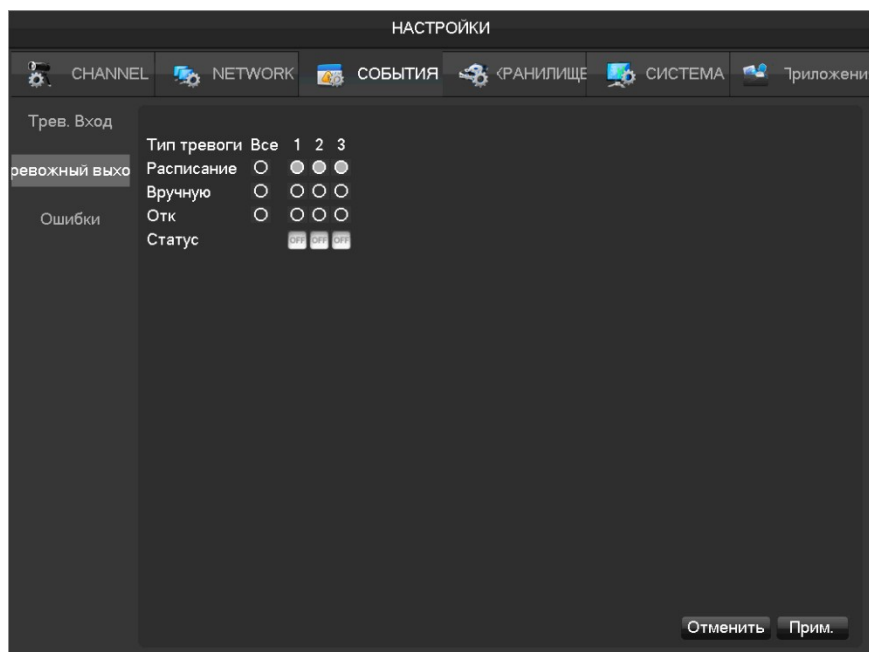 НАСТРОЙКИ
CHANNEL NETWORK СОБЫТИЯ ХРАНИЛИЩЕ СИСТЕМА Приложени
Трев. Вход
ревожный выхо
Ошибки
Тип тревоги Все 1 2 3
Расписание
Вручную
Отк
Статус OFF OFF OFF
Отменить Прим.